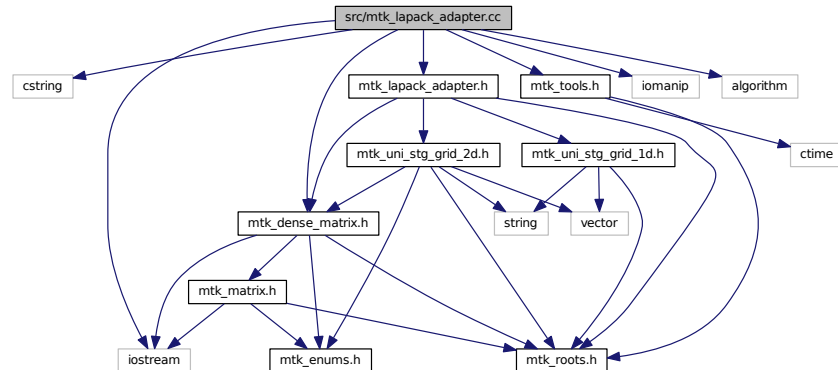 src/mtk_lapack_adapter.cc
cstring
mtk_lapack_adapter.h
mtk_tools.h
iomanip
algorithm
mtk_uni_stg_grid_2d.h
mtk_uni_stg_grid_1d.h
ctime
mtk_dense_matrix.h
string
vector
mtk_matrix.h
iostream
mtk_enums.h
mtk_roots.h